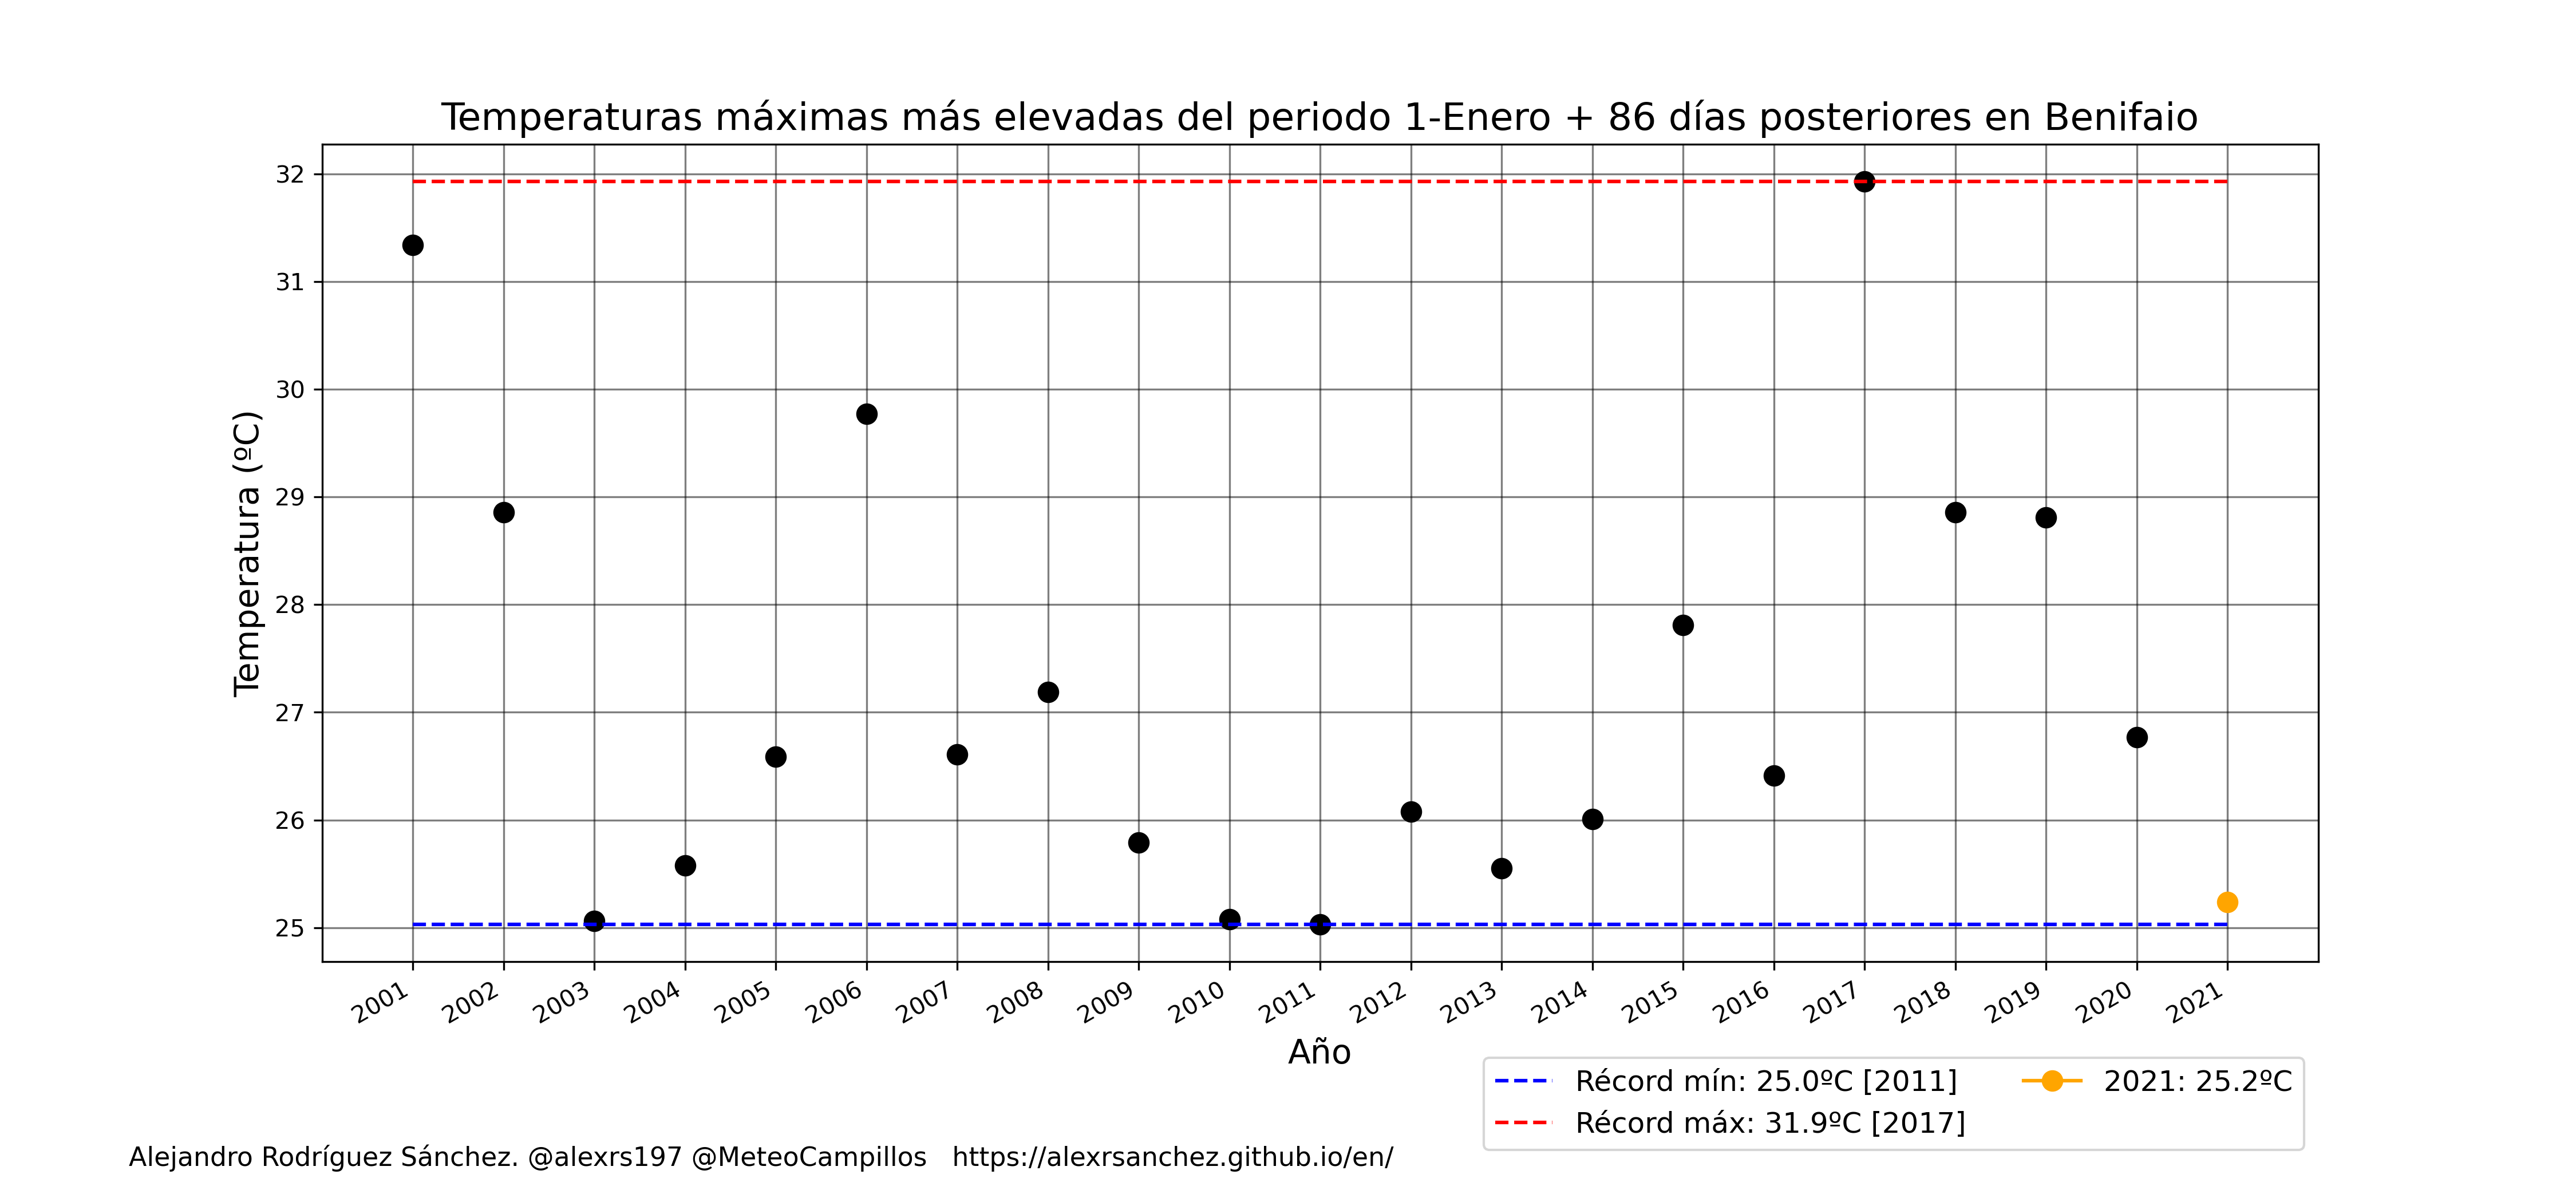 Temperaturas máximas más elevadas del periodo 1-Enero + 86 días posteriores en Benifaio
Temperatura (ºC)
32
31
30
29
28
27
26
25
2001 2002 2003 2004 2005 2006 2007 2008 2009 2010 2011 2012 2013 2014 2015 2016 2017 2018 2019 2020 2021
Año
Récord mín: 25.0ºC [2011]
Récord máx: 31.9ºC [2017]
2021: 25.2ºC
Alejandro Rodríguez Sánchez. @alexrs197 @MeteoCampillos https://alexrsanchez.github.io/en/